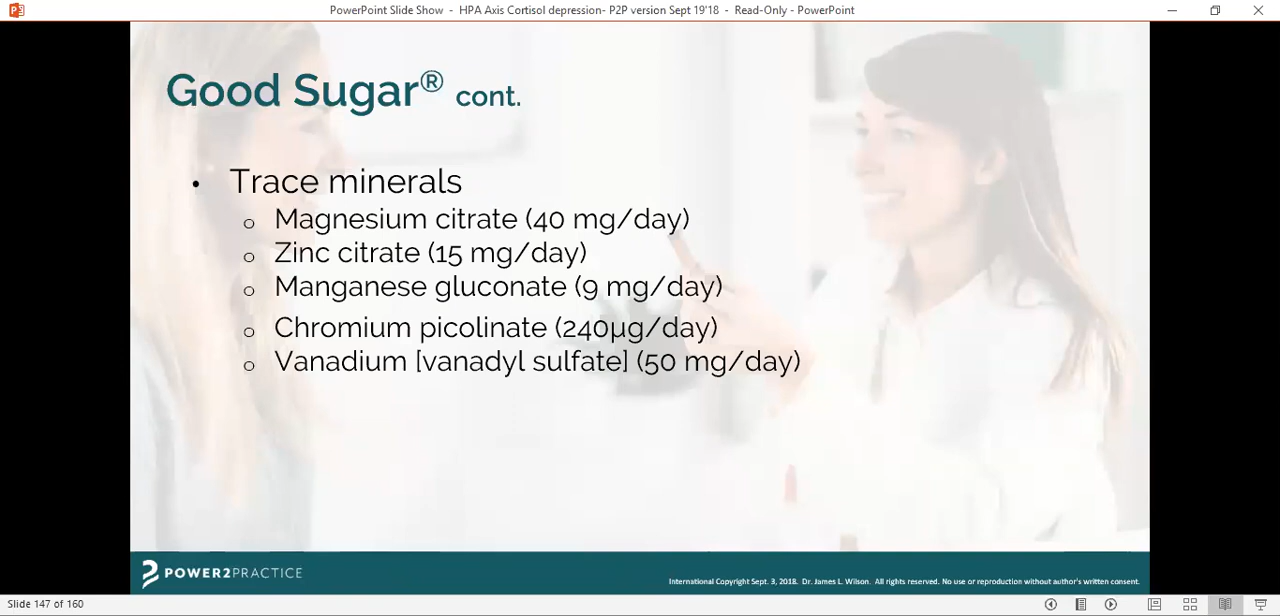 PowerPoint Slide Show - HPA Axis Cortisol depression- P2P version Sept 19'18 - Read-Only - PowerPoint
Good Sugar® cont.
• Trace minerals
o Magnesium citrate (40 mg/day)
o Zinc citrate (15 mg/day)
o Manganese gluconate (9 mg/day)
o Chromium picolinate (240µg/day)
o Vanadium [vanadyl sulfate] (50 mg/day)
POWER2PRACTICE
International Copyright Sept. 3, 2018. Dr. James L. Wilson. All rights reserved. No use or reproduction without author's written consent.
Slide 147 of 160